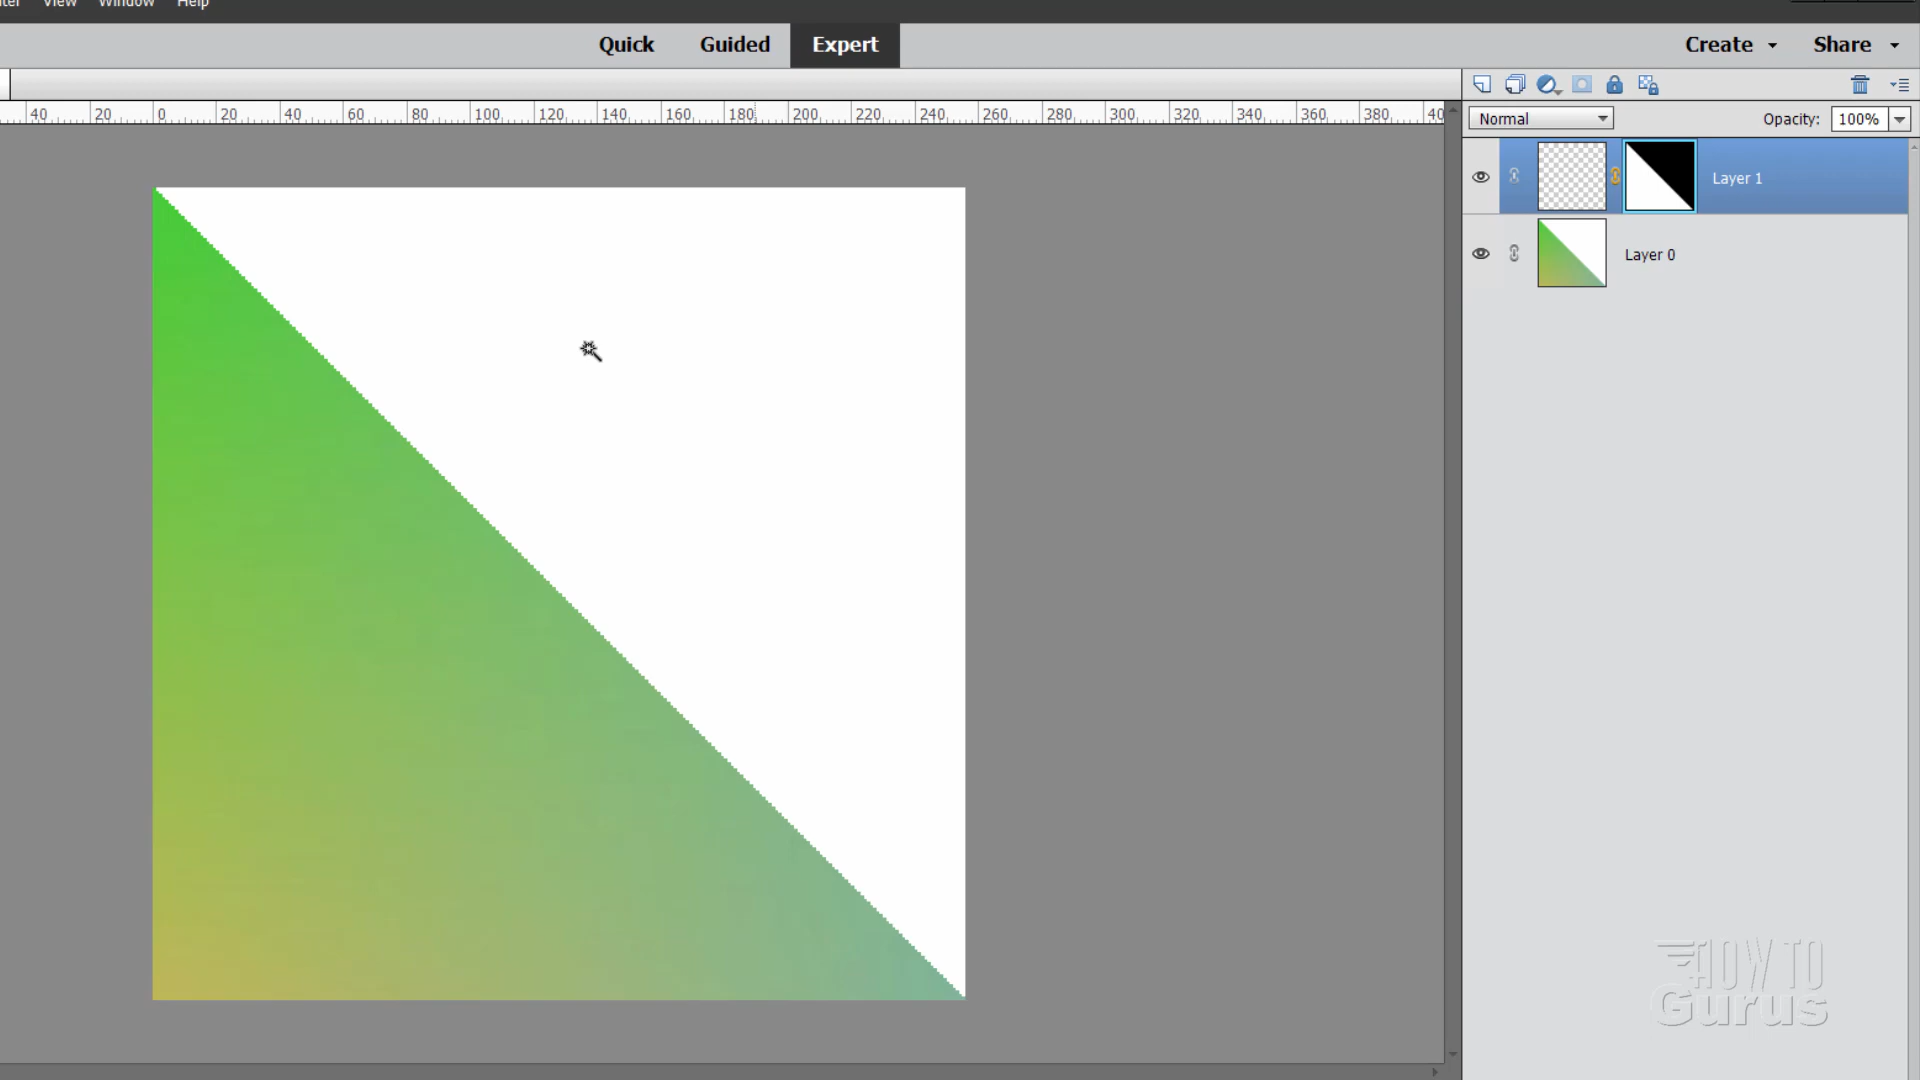 View Window Help
Quick Guided Expert Create Share
40 20 0 20 40 60 80 100 120 140 160 180 200 220 240 260 280 300 320 340 360 380 40
Normal Opacity: 100%
Layer 1
Layer 0
HOW TO
Gurus